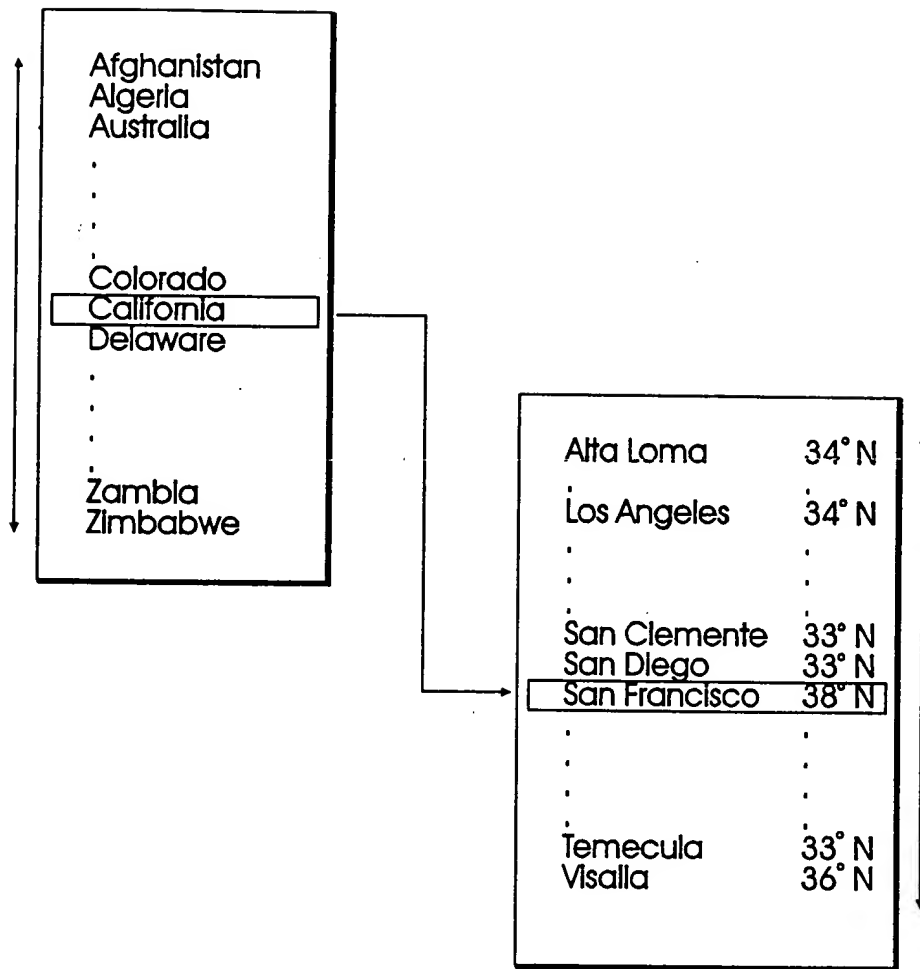 Afghanistan
Algeria
Australia
Colorado
California
Delaware
Zambia
Zimbabwe
Alta Loma 34° N
Los Angeles 34° N
San Clemente 33° N
San Diego 33° N
San Francisco 38° N
Temecula 33° N
Visalia 36° N